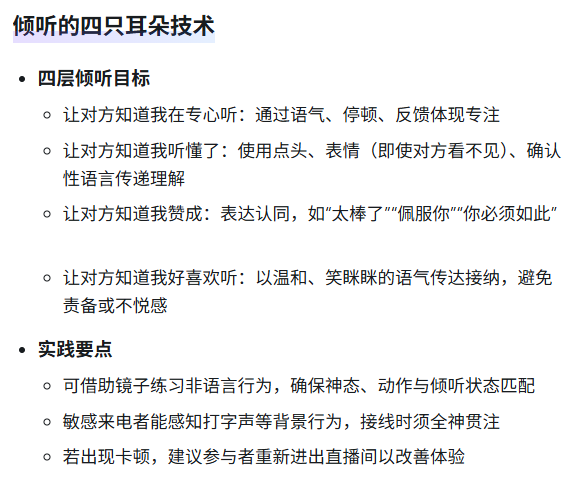 倾听的四只耳朵技术
四层倾听目标
让对方知道我在专心听：通过语气、停顿、反馈体现专注
让对方知道我听懂了：使用点头、表情（即使对方看不见）、确认
性语言传递理解
让对方知道我赞成：表达认同，如“太棒了”“佩服你”“你必须如此”
让对方知道我好喜欢听：以温和、笑眯眯的语气传达接纳，避免
责备或不悦感
实践要点
可借助镜子练习非语言行为，确保神态、动作与倾听状态匹配
敏感来电者能感知打字声等背景行为，接线时须全神贯注
若出现卡顿，建议参与者重新进出直播间以改善体验